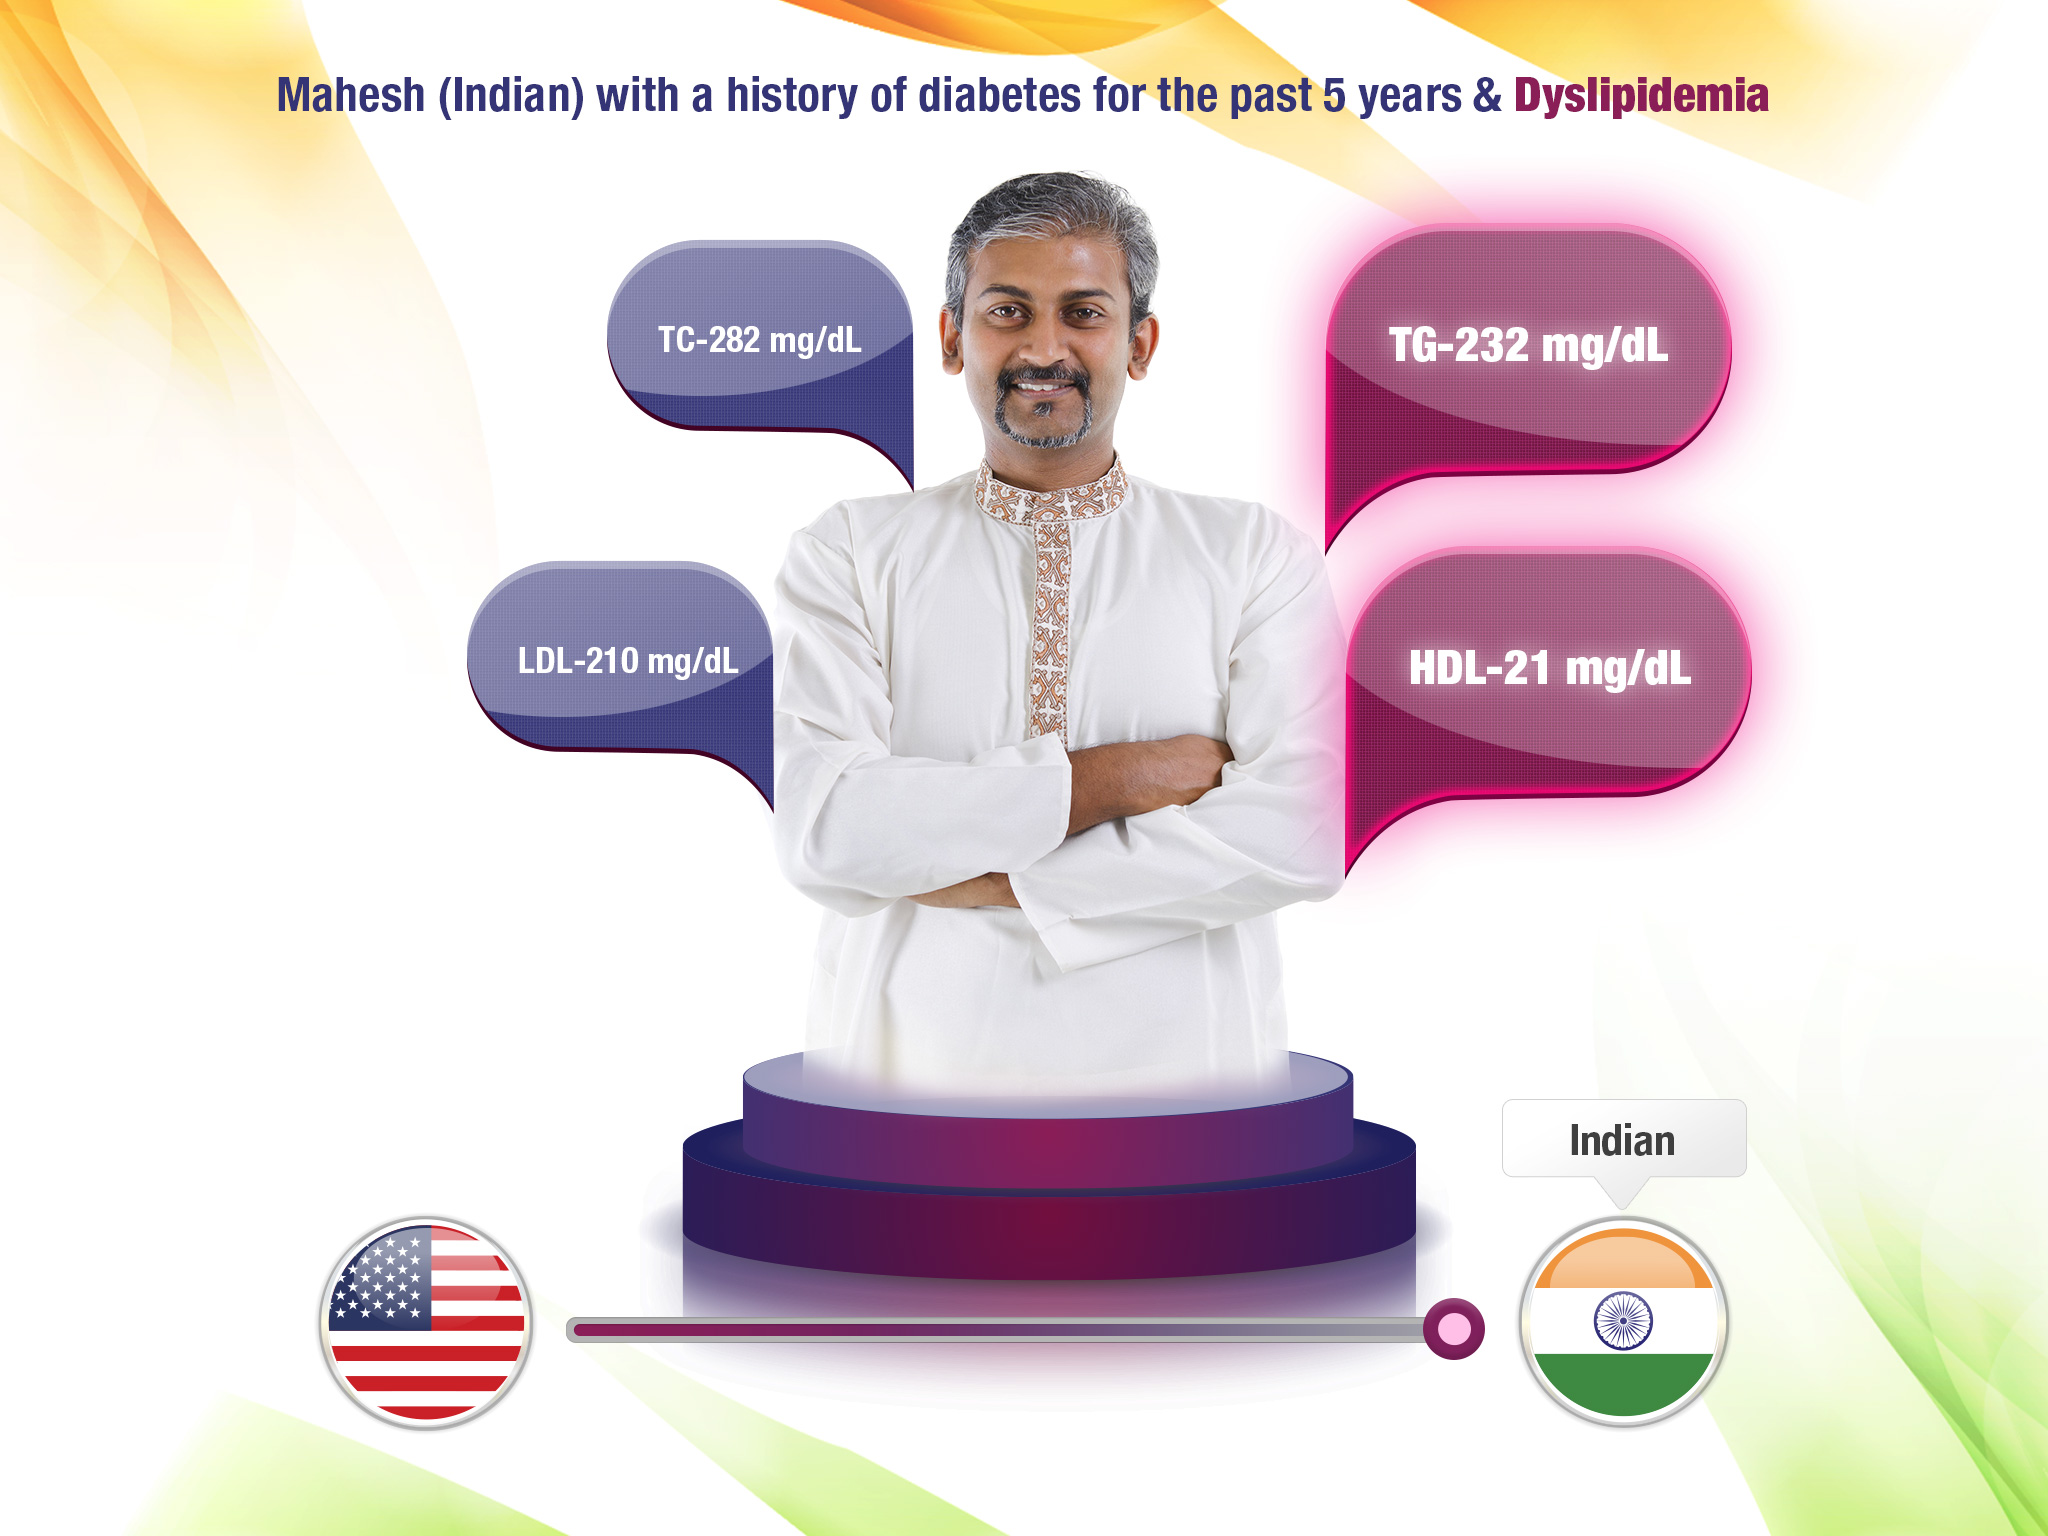 Mahesh (Indian) with a history of diabetes for the past 5 years & Dyslipidemia
TC-282 mg/dL
TG-232 mg/dL
LDL-210 mg/dL
HDL-21 mg/dL
Indian